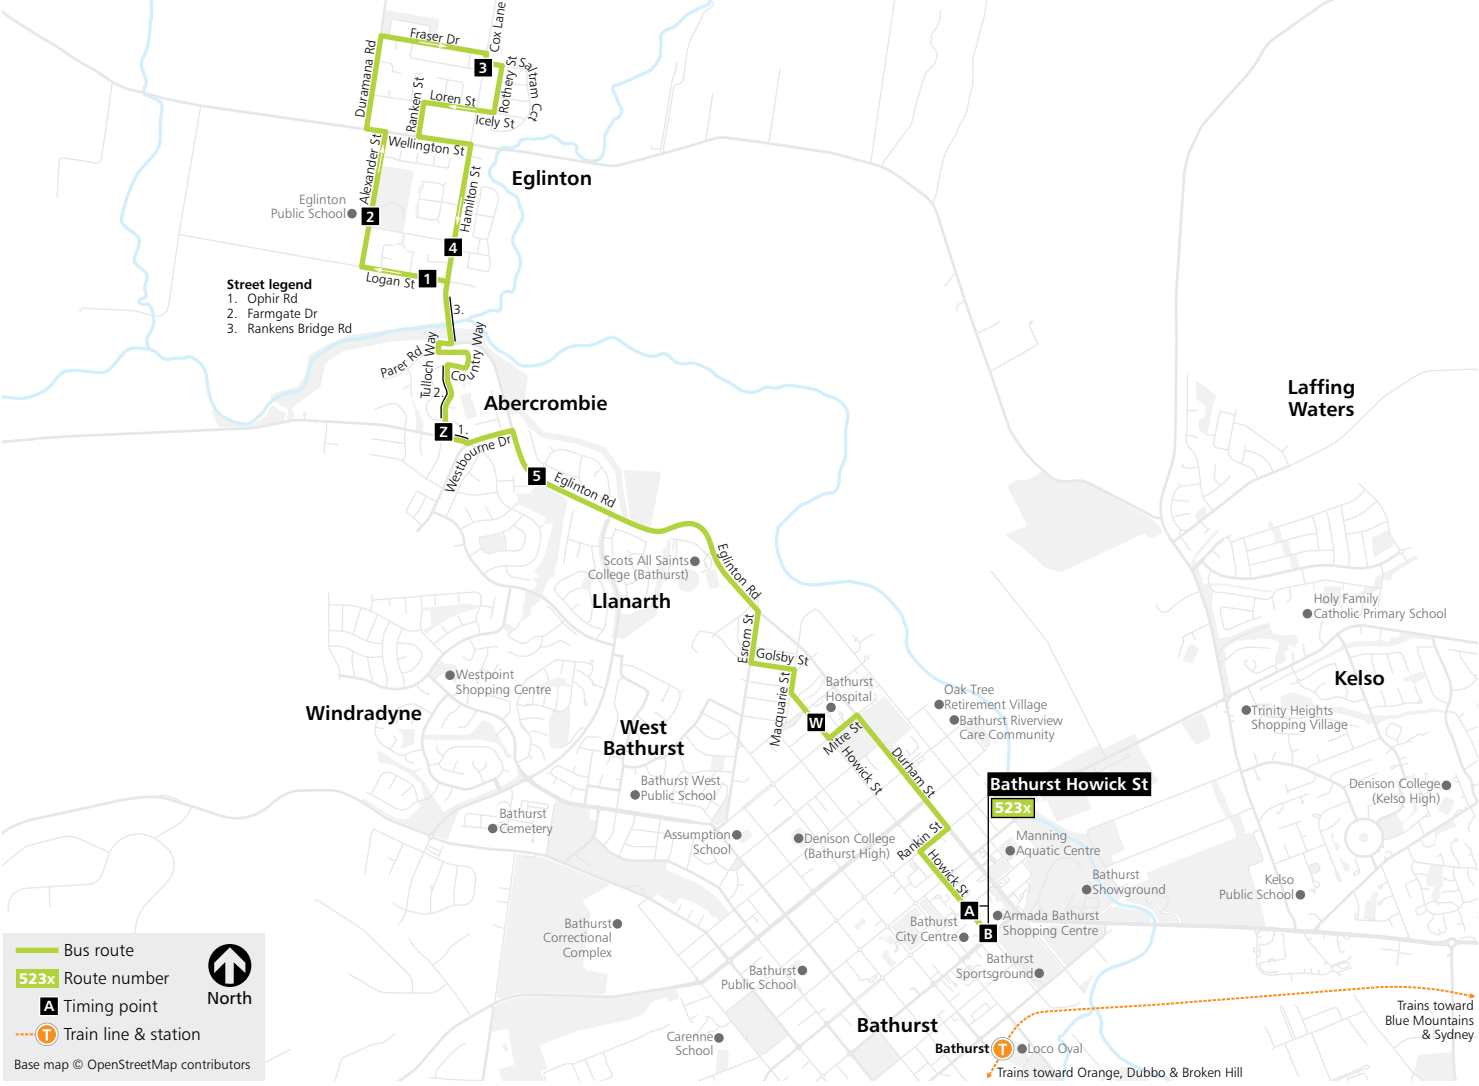 Fraser Dr
Cox Lane
Duramana Rd
3
Saltram Cct
Rothery St
Ranken St
Loren St
Icely St
Wellington St
Alexander St
Eglinton
Hamilton St
Eglinton
Public School
2
4
Logan St
1
Street legend
1. Ophir Rd
2. Farmgate Dr
3. Rankens Bridge Rd
3.
Parer Rd
Tulloch Way
Country Way
2.
Abercrombie
Z
1.
Westbourne Dr
5
Eglinton Rd
Laffing
Waters
Scots All Saints
College (Bathurst)
Eglinton Rd
Llanarth
Holy Family
Catholic Primary School
Esrom St
Golsby St
Westpoint
Shopping Centre
Macquarie St
Bathurst
Hospital
Oak Tree
Retirement Village
Bathurst Riverview
Care Community
Kelso
Trinity Heights
Shopping Village
Windradyne
West
Bathurst
W
Mitre St
Howick St
Durham St
Bathurst West
Public School
Bathurst Howick St
523x
Denison College
(Kelso High)
Bathurst
Cemetery
Assumption
School
Denison College
(Bathurst High)
Rankin St
Howick St
Manning
Aquatic Centre
Bathurst
Showground
Kelso
Public School
A
B
Armada Bathurst
Shopping Centre
Bathurst
City Centre
Bathurst
Correctional
Complex
Bathurst
Sportsground
Bathurst
Public School
Bus route
523x Route number
A Timing point
T Train line & station
North
Base map © OpenStreetMap contributors
Carenne
School
Bathurst
Bathurst
T
Loco Oval
Trains toward
Blue Mountains
& Sydney
Trains toward Orange, Dubbo & Broken Hill